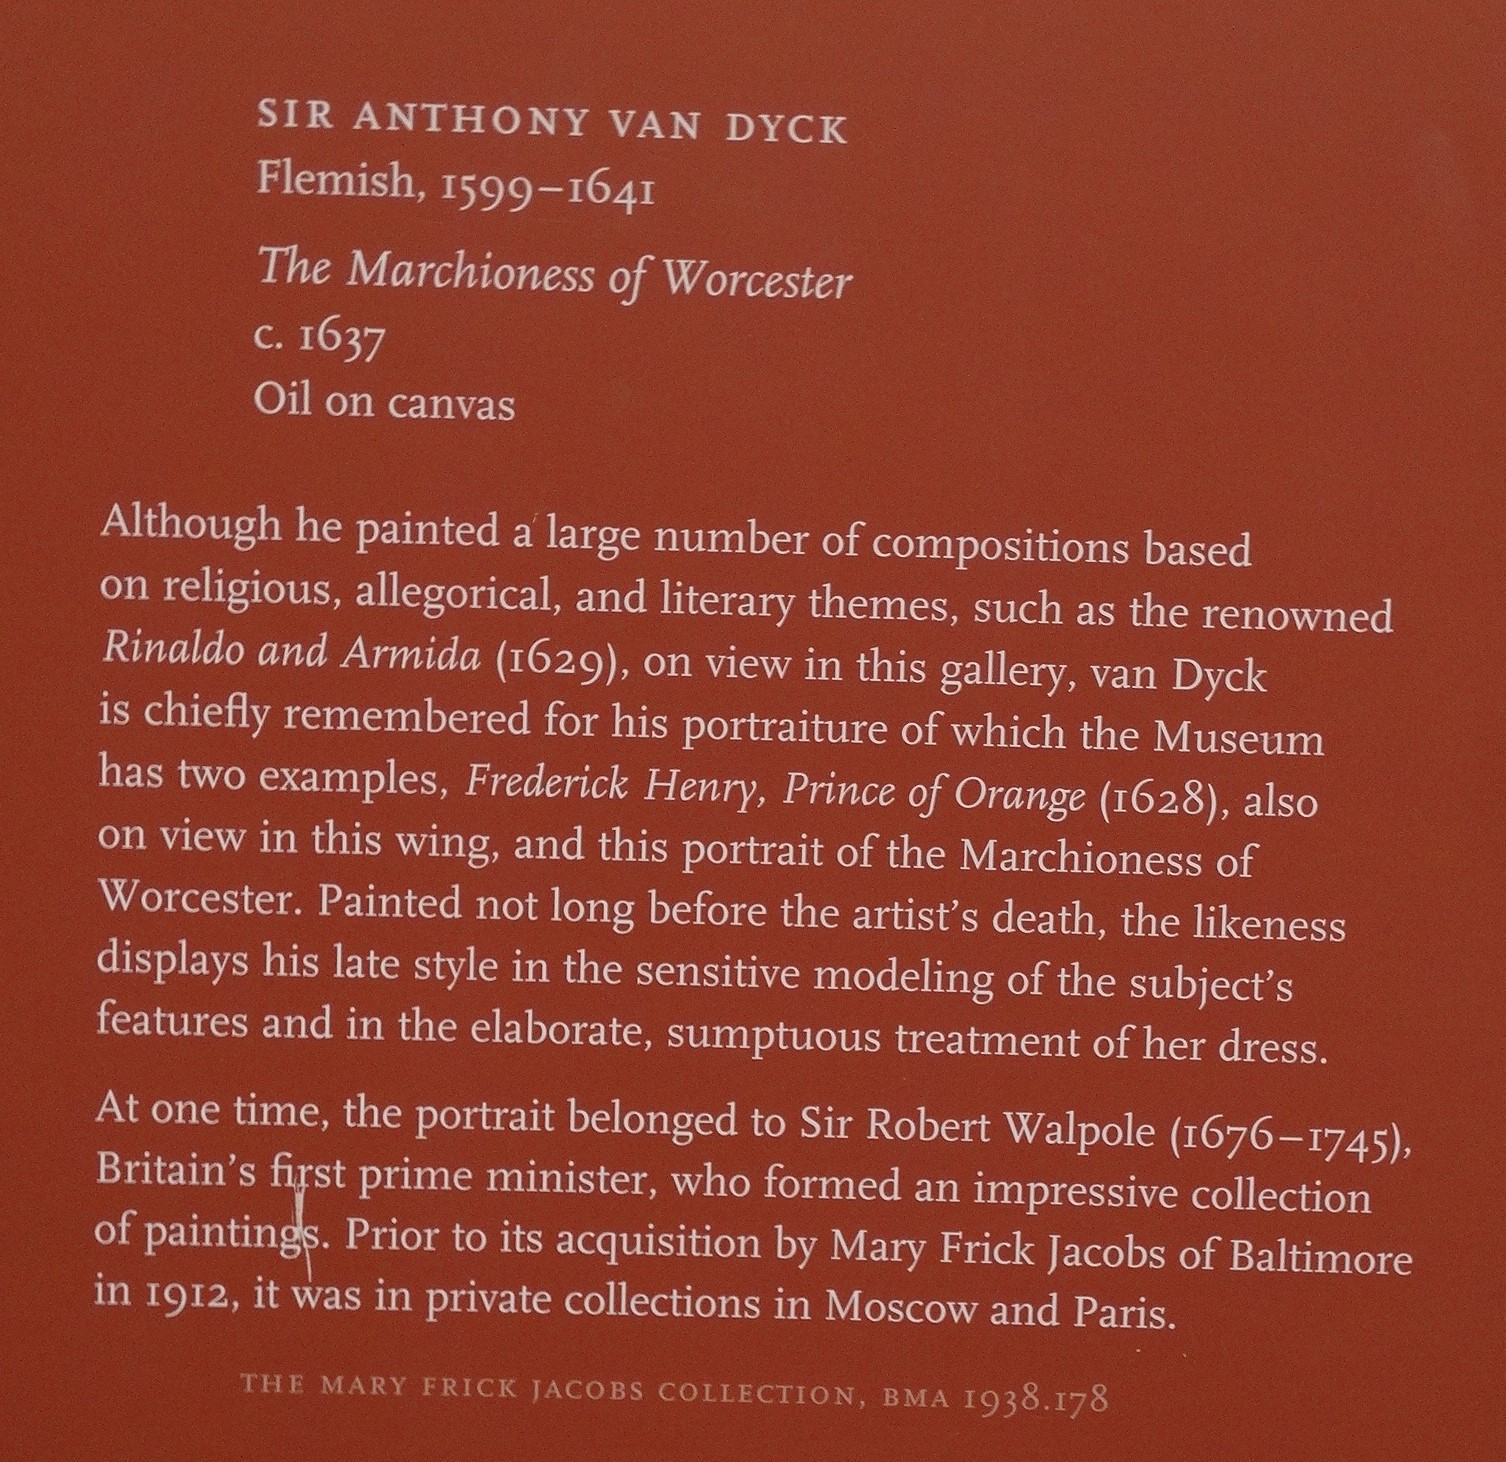 SIR ANTHONY VAN DYCK
Flemish, 1599–1641
The Marchioness of Worcester
c. 1637
Oil on canvas
Although he painted a large number of compositions based
on religious, allegorical, and literary themes, such as the renowned
Rinaldo and Armida (1629), on view in this gallery, van Dyck
is chiefly remembered for his portraiture of which the Museum
has two examples, Frederick Henry, Prince of Orange (1628), also
on view in this wing, and this portrait of the Marchioness of
Worcester. Painted not long before the artist’s death, the likeness
displays his late style in the sensitive modeling of the subject’s
features and in the elaborate, sumptuous treatment of her dress.
At one time, the portrait belonged to Sir Robert Walpole (1676–1745),
Britain’s first prime minister, who formed an impressive collection
of paintings. Prior to its acquisition by Mary Frick Jacobs of Baltimore
in 1912, it was in private collections in Moscow and Paris.
THE MARY FRICK JACOBS COLLECTION, BMA 1938.178